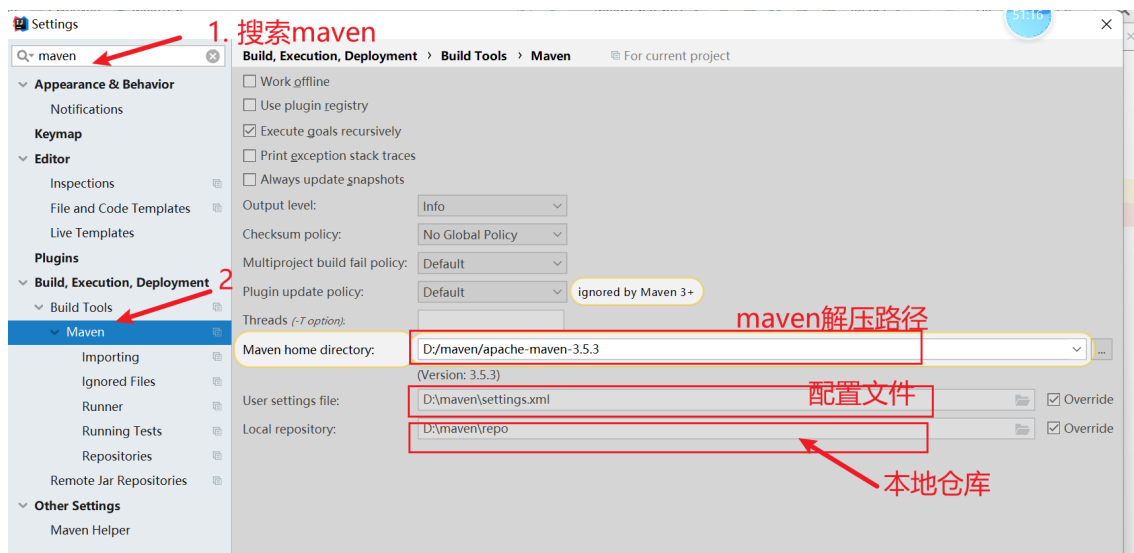 Settings
51:16
1. 搜索maven
maven
Build, Execution, Deployment › Build Tools › Maven
For current project
Appearance & Behavior
Notifications
Keymap
Editor
Inspections
File and Code Templates
Live Templates
Plugins
Build, Execution, Deployment
2
Build Tools
Maven
Importing
Ignored Files
Runner
Running Tests
Repositories
Remote Jar Repositories
Other Settings
Maven Helper
Work offline
Use plugin registry
Execute goals recursively
Print exception stack traces
Always update snapshots
Output level: Info
Checksum policy: No Global Policy
Multiproject build fail policy: Default
Plugin update policy: Default ignored by Maven 3+
Threads (-T option):
maven解压路径
Maven home directory: D:/maven/apache-maven-3.5.3 ...
(Version: 3.5.3)
配置文件
User settings file: D:\maven\settings.xml Override
Local repository: D:\maven\repo Override
本地仓库